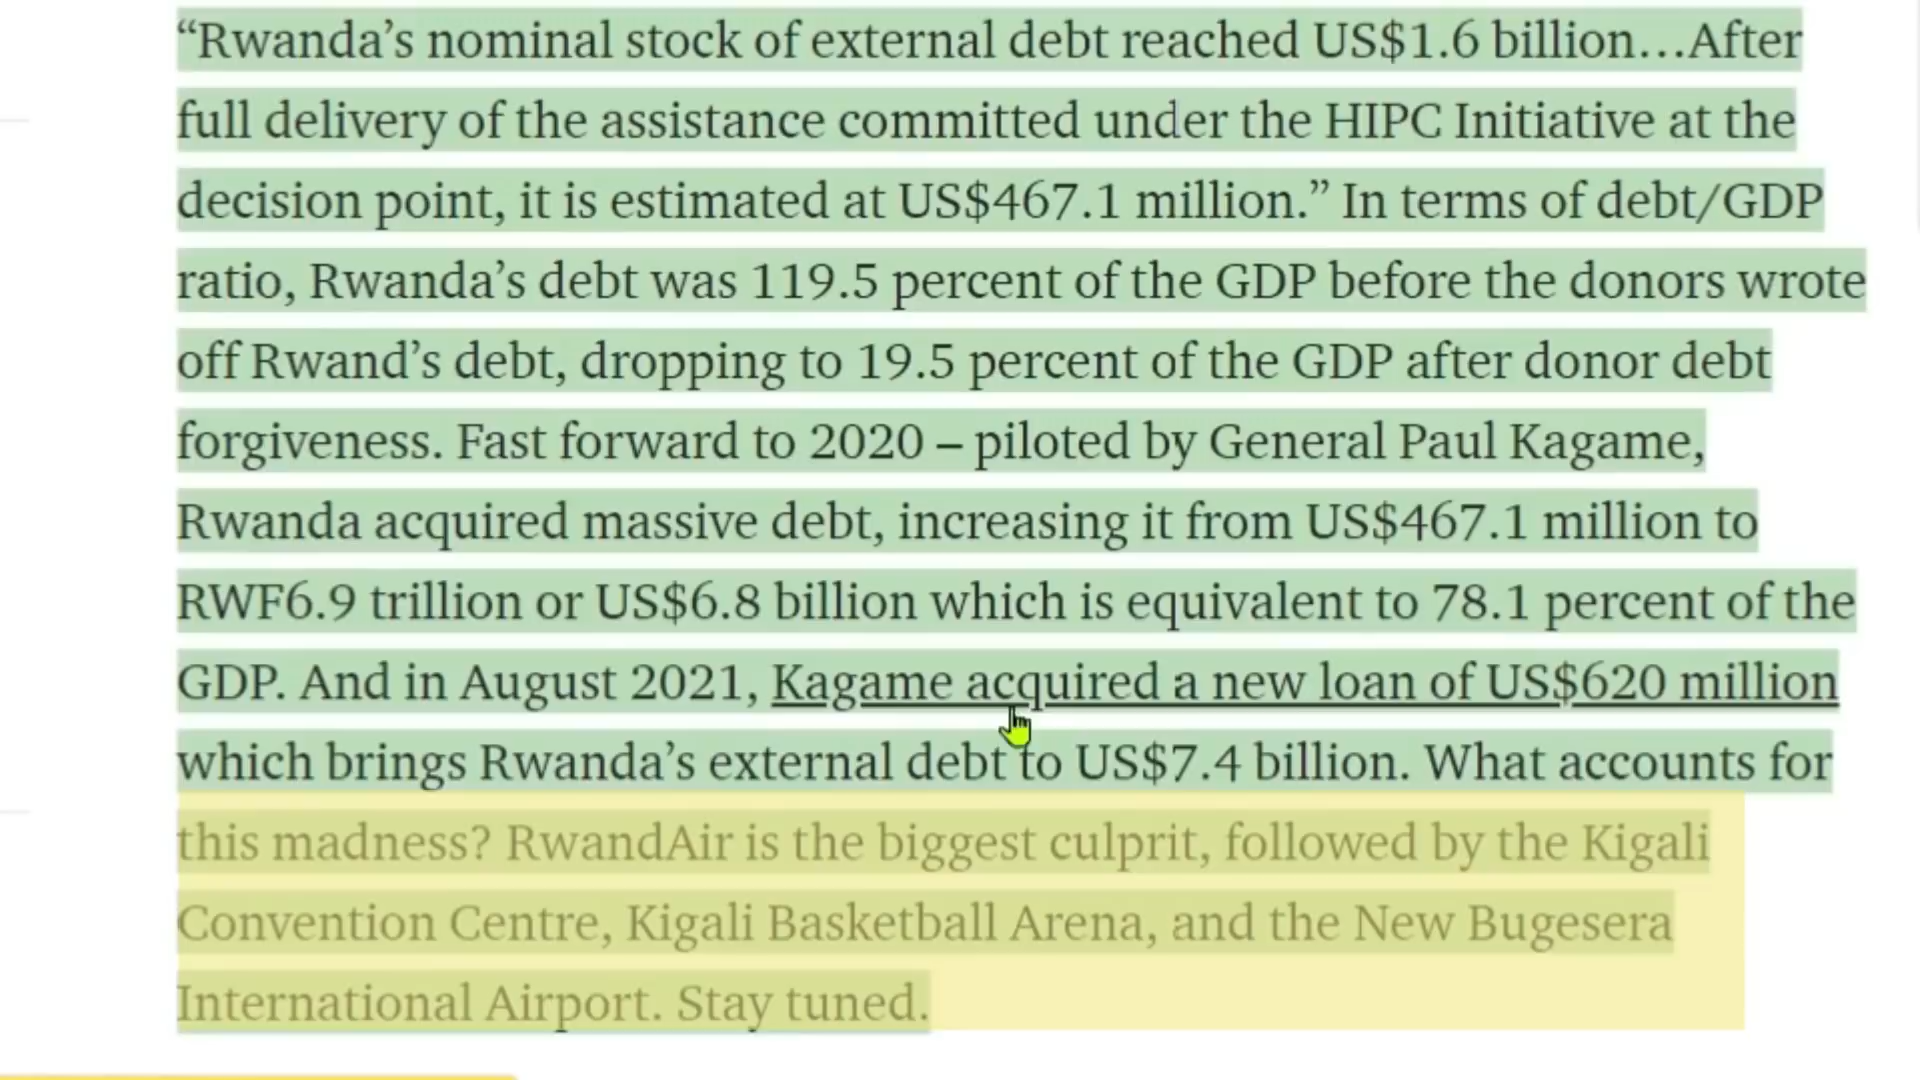 “Rwanda’s nominal stock of external debt reached US$1.6 billion…After
full delivery of the assistance committed under the HIPC Initiative at the
decision point, it is estimated at US$467.1 million.” In terms of debt/GDP
ratio, Rwanda’s debt was 119.5 percent of the GDP before the donors wrote
off Rwand’s debt, dropping to 19.5 percent of the GDP after donor debt
forgiveness. Fast forward to 2020 – piloted by General Paul Kagame,
Rwanda acquired massive debt, increasing it from US$467.1 million to
RWF6.9 trillion or US$6.8 billion which is equivalent to 78.1 percent of the
GDP. And in August 2021, Kagame acquired a new loan of US$620 million
which brings Rwanda’s external debt to US$7.4 billion. What accounts for
this madness? RwandAir is the biggest culprit, followed by the Kigali
Convention Centre, Kigali Basketball Arena, and the New Bugesera
International Airport. Stay tuned.